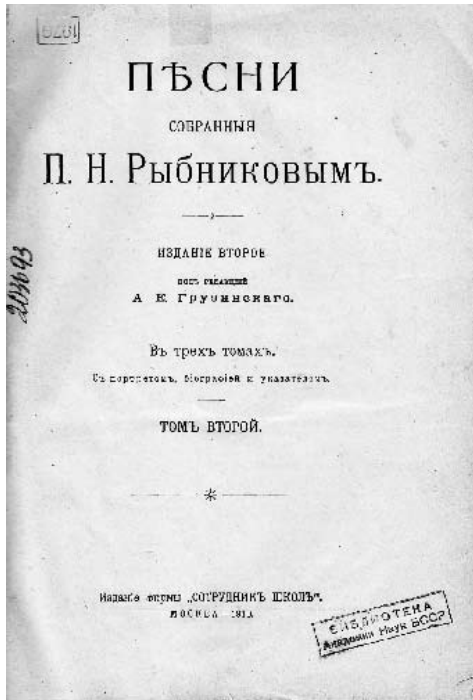 ПѢСНИ
СОБРАННЫЯ
П. Н. Рыбниковымъ.
ИЗДАНІЕ ВТОРОЕ
подъ редакціей
А Е. Грузинскаго.
Въ трехъ томахъ.
Съ портретомъ, біографіей и указателемъ.
ТОМЪ ВТОРОЙ.
Изданіе фирмы „СОТРУДНИКЪ ШКОЛЪ“.
МОСКВА
БИБЛИОТЕКА
Академии Наук БССР